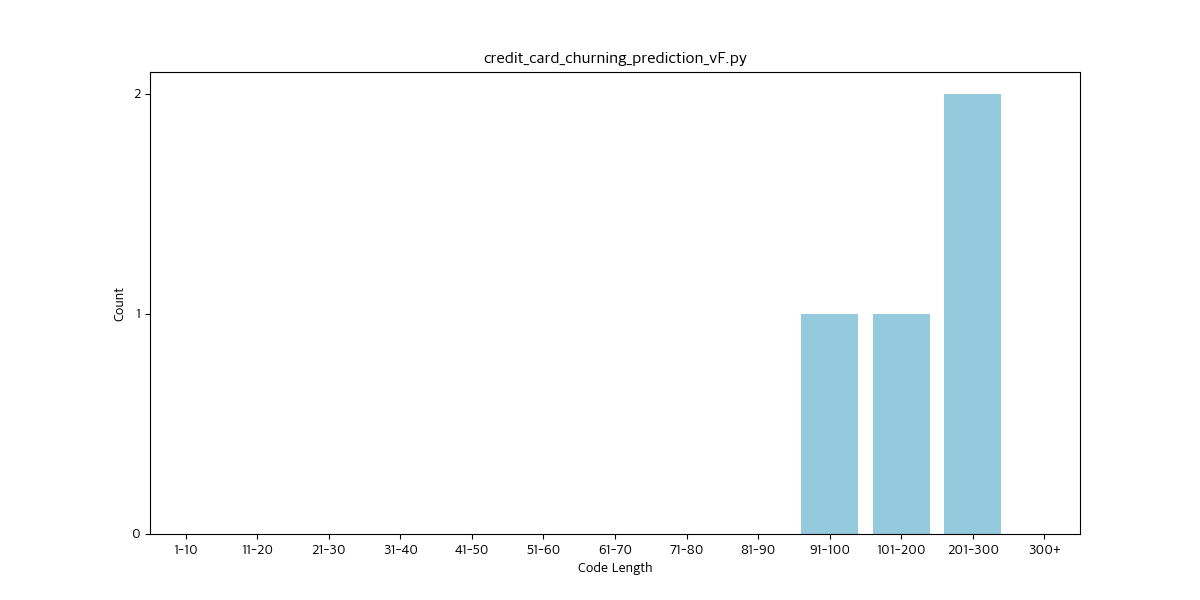 credit_card_churning_prediction_vF.py
Count
2
1
0
1-10 11-20 21-30 31-40 41-50 51-60 61-70 71-80 81-90 91-100 101-200 201-300 300+
Code Length